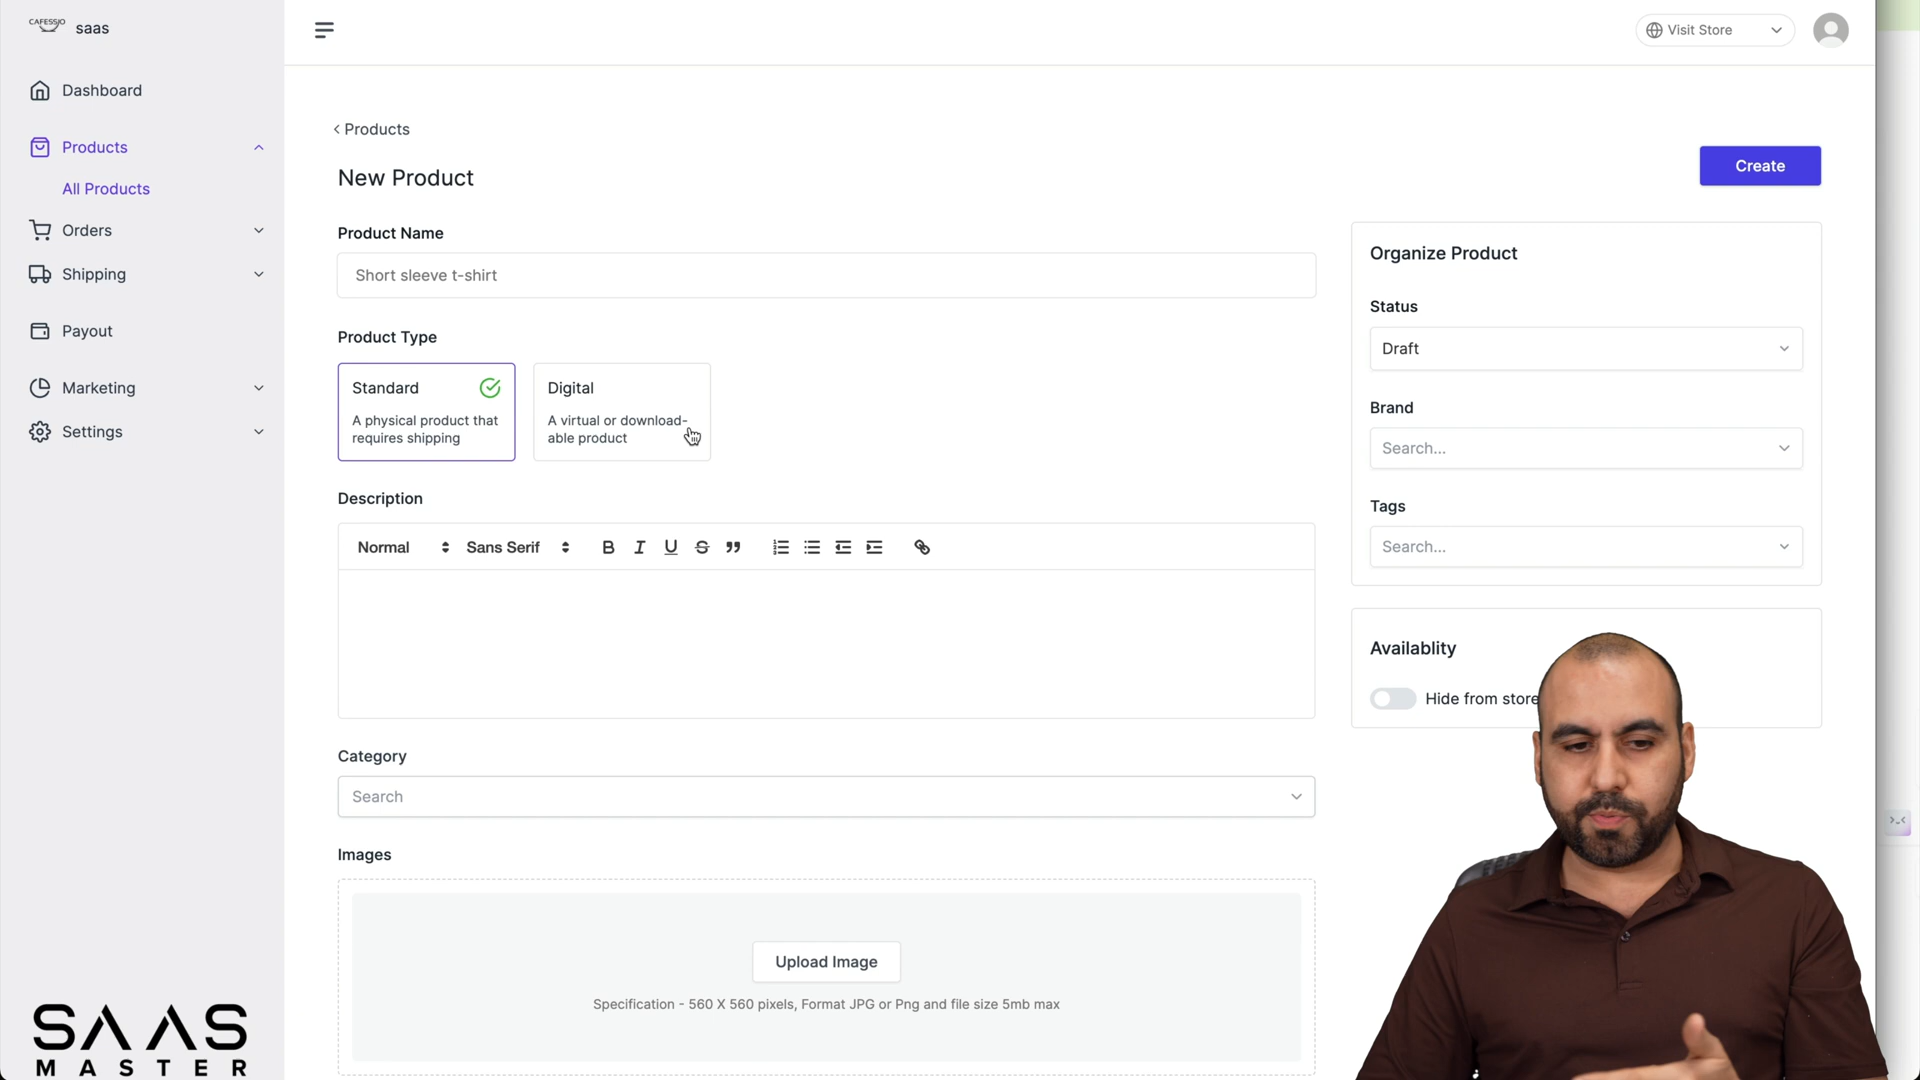 CAFESSIO
saas
Visit Store
Dashboard
Products
All Products
Orders
Shipping
Payout
Marketing
Settings
Products
New Product
Create
Product Name
Short sleeve t-shirt
Product Type
Standard
A physical product that
requires shipping
Digital
A virtual or download-
able product
Description
Normal
Sans Serif
Category
Search
Images
Upload Image
Specification - 560 X 560 pixels, Format JPG or Png and file size 5mb max
Organize Product
Status
Draft
Brand
Search...
Tags
Search...
Availablity
Hide from store
SAAS
MASTER